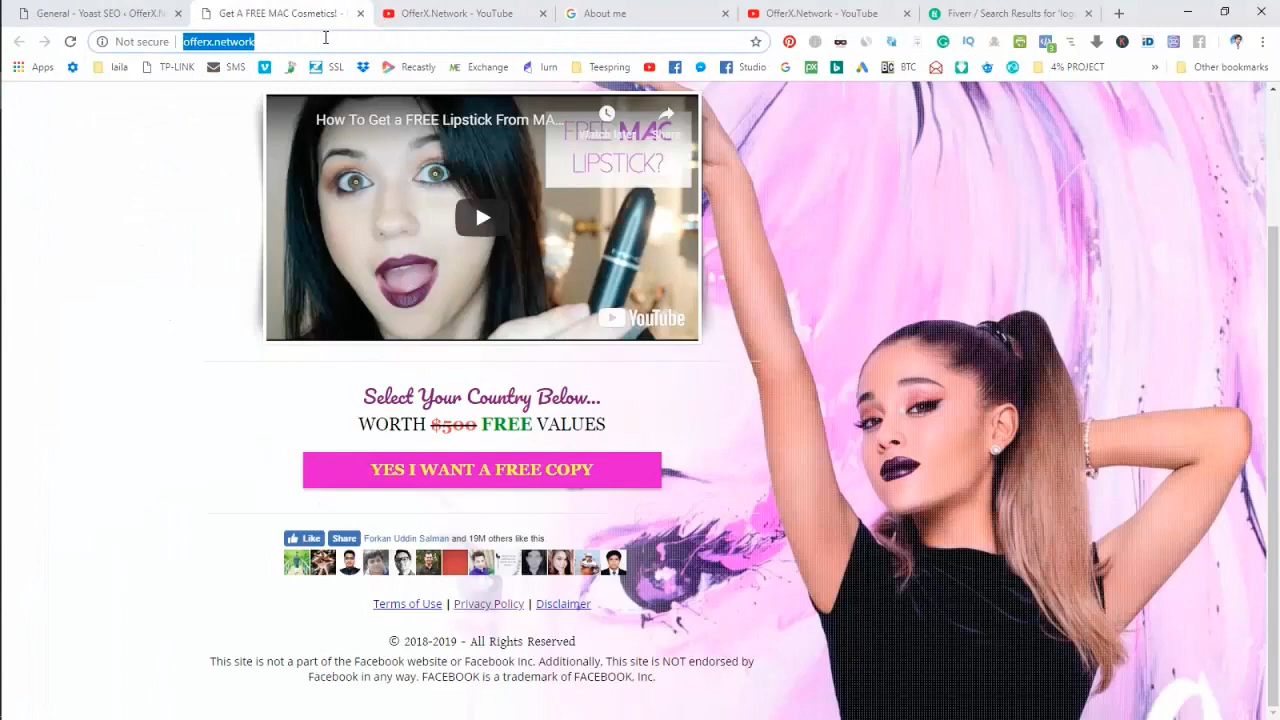 General - Yoast SEO - OfferX.N
Get A FREE MAC Cosmetics! -
OfferX.Network - YouTube
About me
OfferX.Network - YouTube
Fiverr / Search Results for 'log
Not secure
offerx.network
Apps
laila
TP-LINK
SMS
SSL
Recastly
Exchange
lurn
Teespring
Studio
BTC
4% PROJECT
»
Other bookmarks
How To Get a FREE Lipstick From MA...
Watch later
Share
FREE MAC
LIPSTICK?
YouTube
Select Your Country Below...
WORTH $500 FREE VALUES
YES I WANT A FREE COPY
Like
Share
Forkan Uddin Salman and 19M others like this
Terms of Use | Privacy Policy | Disclaimer
© 2018-2019 - All Rights Reserved
This site is not a part of the Facebook website or Facebook Inc. Additionally, This site is NOT endorsed by
Facebook in any way. FACEBOOK is a trademark of FACEBOOK, Inc.